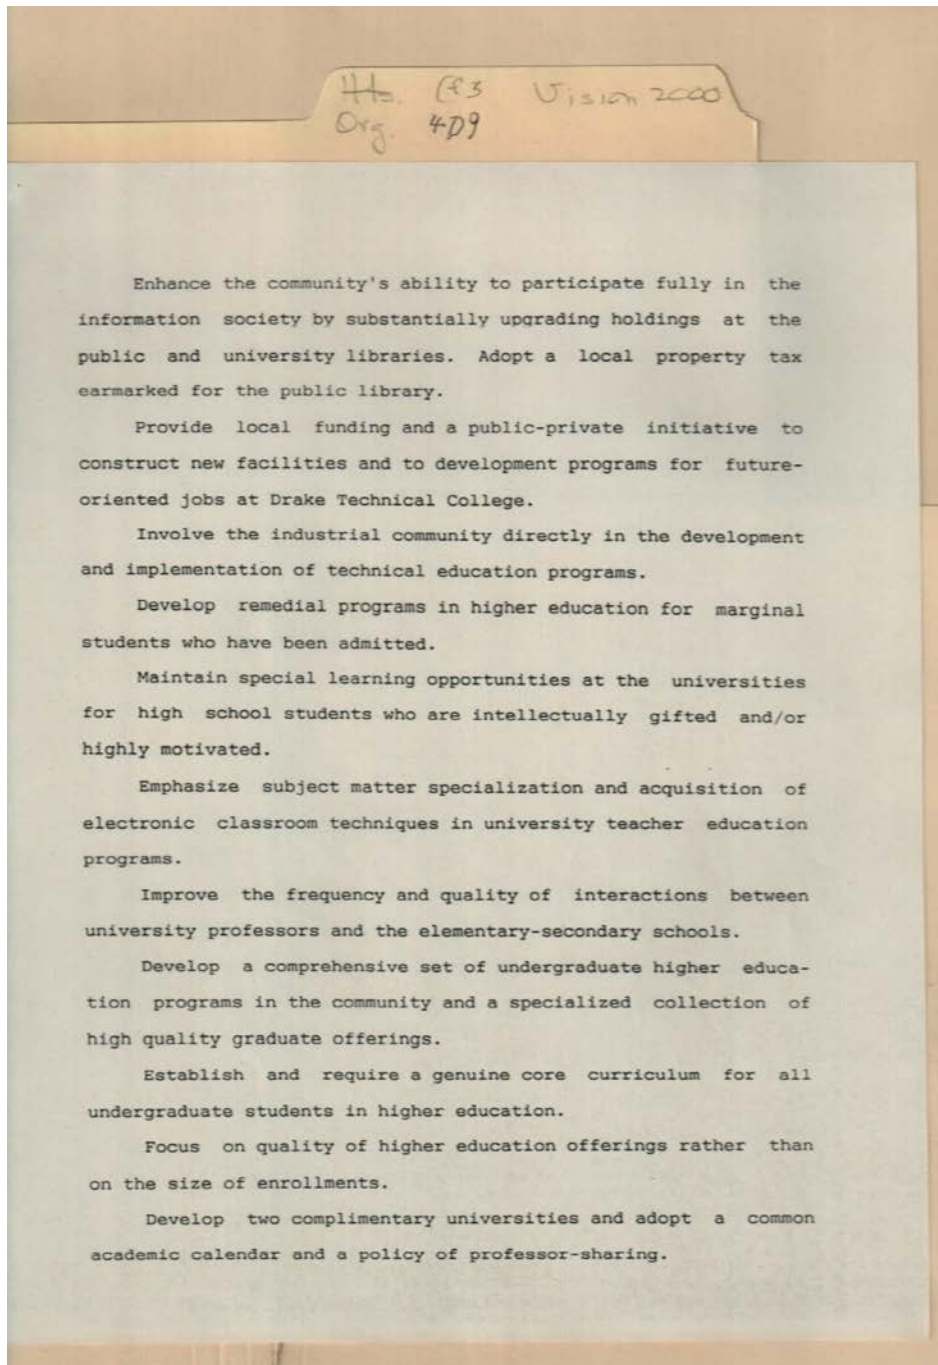 Hts. Cf3 Vision 2000
Org. 4D9
Enhance the community's ability to participate fully in the
information society by substantially upgrading holdings at the
public and university libraries. Adopt a local property tax
earmarked for the public library.
Provide local funding and a public-private initiative to
construct new facilities and to development programs for future-
oriented jobs at Drake Technical College.
Involve the industrial community directly in the development
and implementation of technical education programs.
Develop remedial programs in higher education for marginal
students who have been admitted.
Maintain special learning opportunities at the universities
for high school students who are intellectually gifted and/or
highly motivated.
Emphasize subject matter specialization and acquisition of
electronic classroom techniques in university teacher education
programs.
Improve the frequency and quality of interactions between
university professors and the elementary-secondary schools.
Develop a comprehensive set of undergraduate higher educa-
tion programs in the community and a specialized collection of
high quality graduate offerings.
Establish and require a genuine core curriculum for all
undergraduate students in higher education.
Focus on quality of higher education offerings rather than
on the size of enrollments.
Develop two complimentary universities and adopt a common
academic calendar and a policy of professor-sharing.